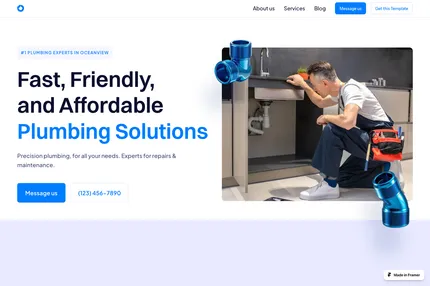 About us
Services
Blog
Message us
Get this Template
#1 PLUMBING EXPERTS IN OCEANVIEW
Fast, Friendly,
and Affordable
Plumbing Solutions
Precision plumbing, for all your needs. Experts for repairs &
maintenance.
Message us
(123) 456-7890
Made in Framer